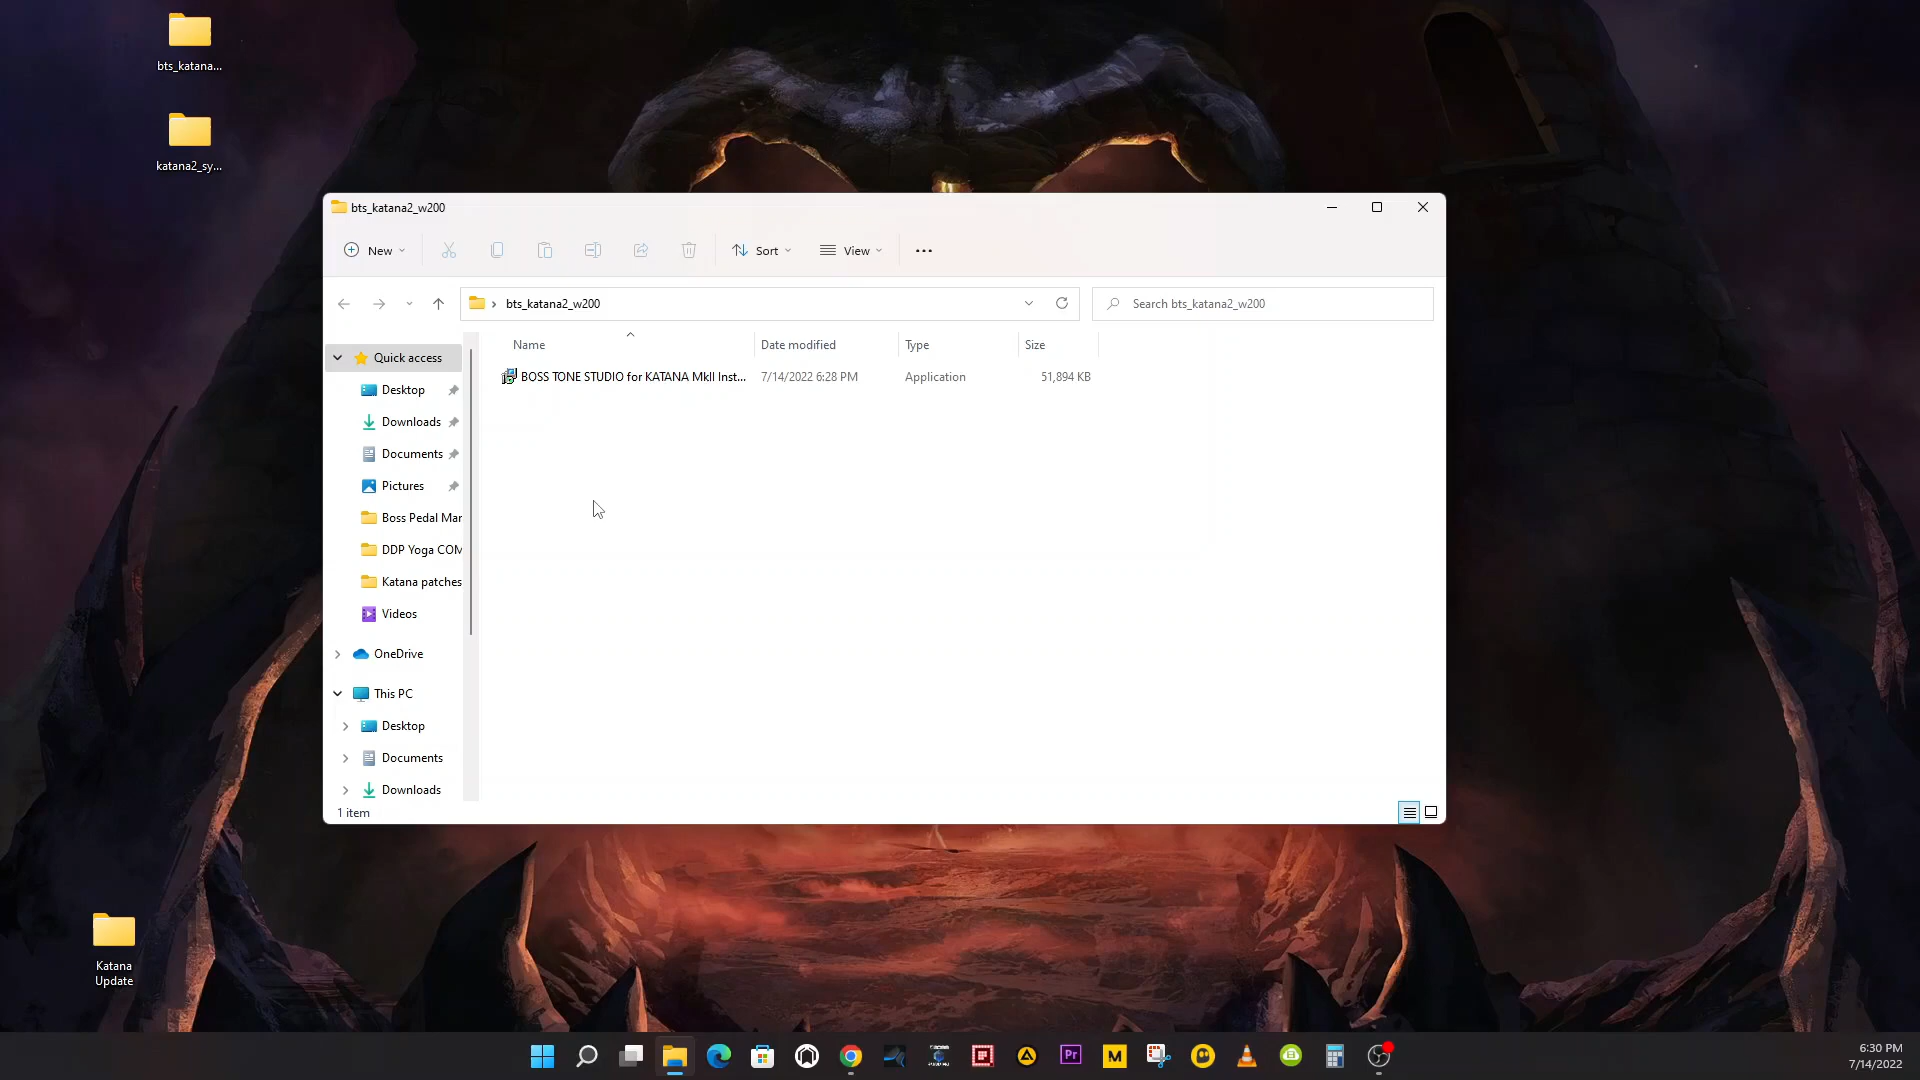 bts_katana...
katana2_sy...
bts_katana2_w200
New
Sort
View
bts_katana2_w200
Search bts_katana2_w200
Name
Date modified
Type
Size
BOSS TONE STUDIO for KATANA MkII Inst...
7/14/2022 6:28 PM
Application
51,894 KB
Quick access
Desktop
Downloads
Documents
Pictures
Boss Pedal Mar
DDP Yoga COM
Katana patches
Videos
OneDrive
This PC
Desktop
Documents
Downloads
1 item
Katana
Update
Pr
M
6:30 PM
7/14/2022